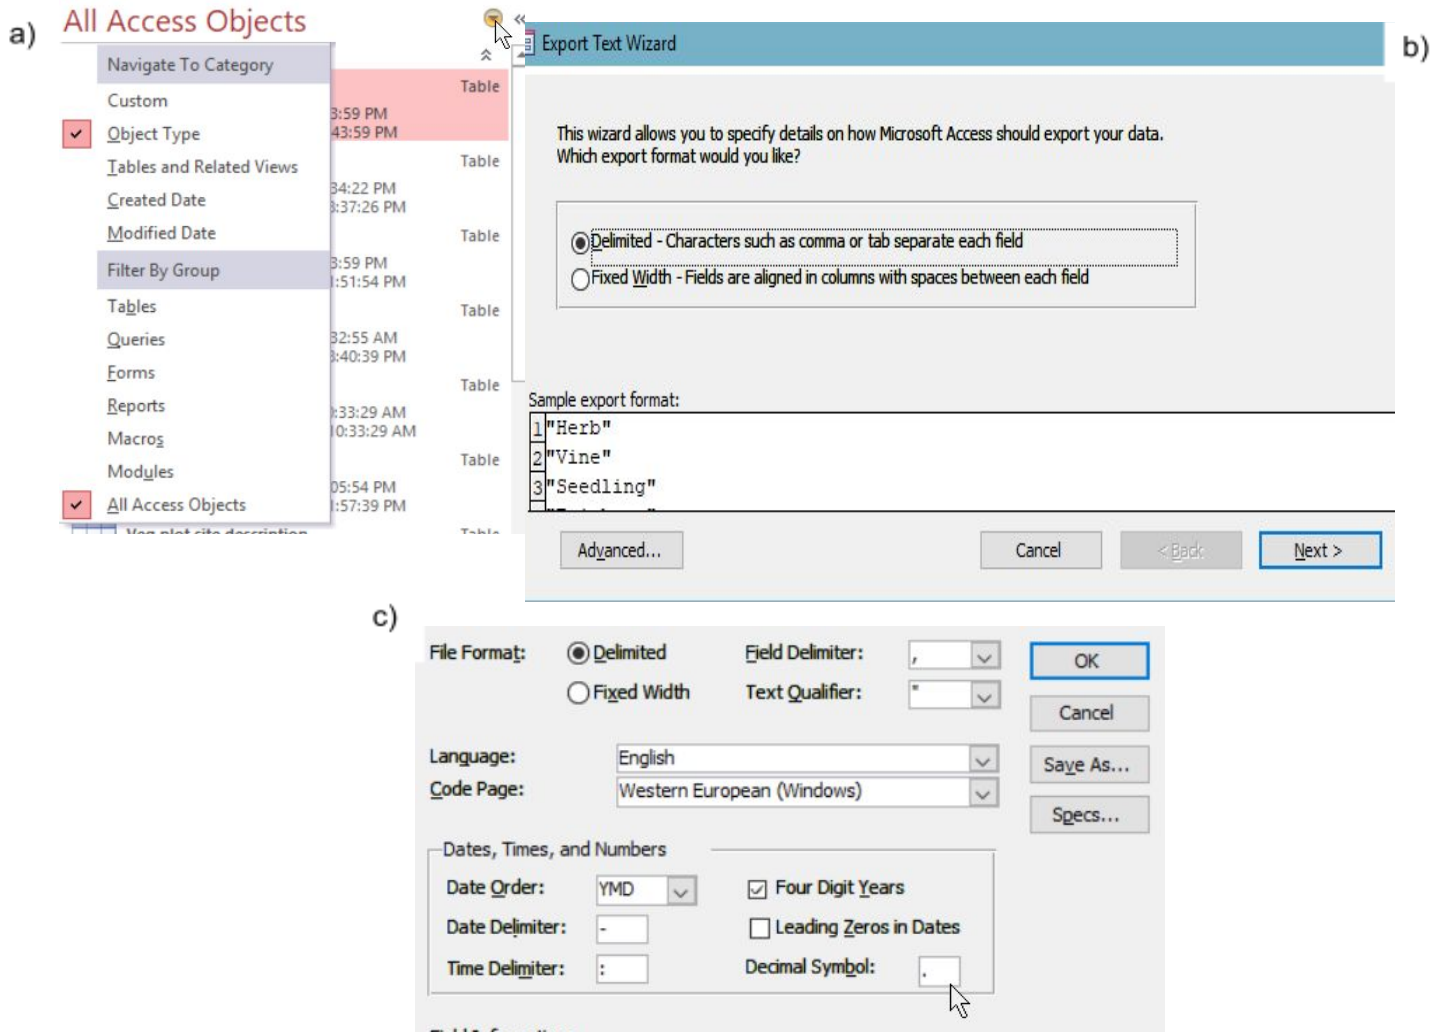 a)
All Access Objects
«
Navigate To Category
Custom
Object Type
Tables and Related Views
Created Date
Modified Date
Filter By Group
Tables
Queries
Forms
Reports
Macros
Modules
All Access Objects
Table
3:59 PM
43:59 PM
Table
34:22 PM
3:37:26 PM
Table
3:59 PM
:51:54 PM
Table
32:55 AM
3:40:39 PM
Table
:33:29 AM
10:33:29 AM
Table
05:54 PM
:57:39 PM
Veg plot site description
Table
b)
Export Text Wizard
This wizard allows you to specify details on how Microsoft Access should export your data.
Which export format would you like?
Delimited - Characters such as comma or tab separate each field
Fixed Width - Fields are aligned in columns with spaces between each field
Sample export format:
1 "Herb"
2 "Vine"
3 "Seedling"
Advanced...
Cancel
< Back
Next >
c)
File Format:
Delimited
Fixed Width
Field Delimiter: ,
Text Qualifier: "
OK
Cancel
Save As...
Specs...
Language: English
Code Page: Western European (Windows)
Dates, Times, and Numbers
Date Order: YMD
Four Digit Years
Date Delimiter: -
Leading Zeros in Dates
Time Delimiter: :
Decimal Symbol: .